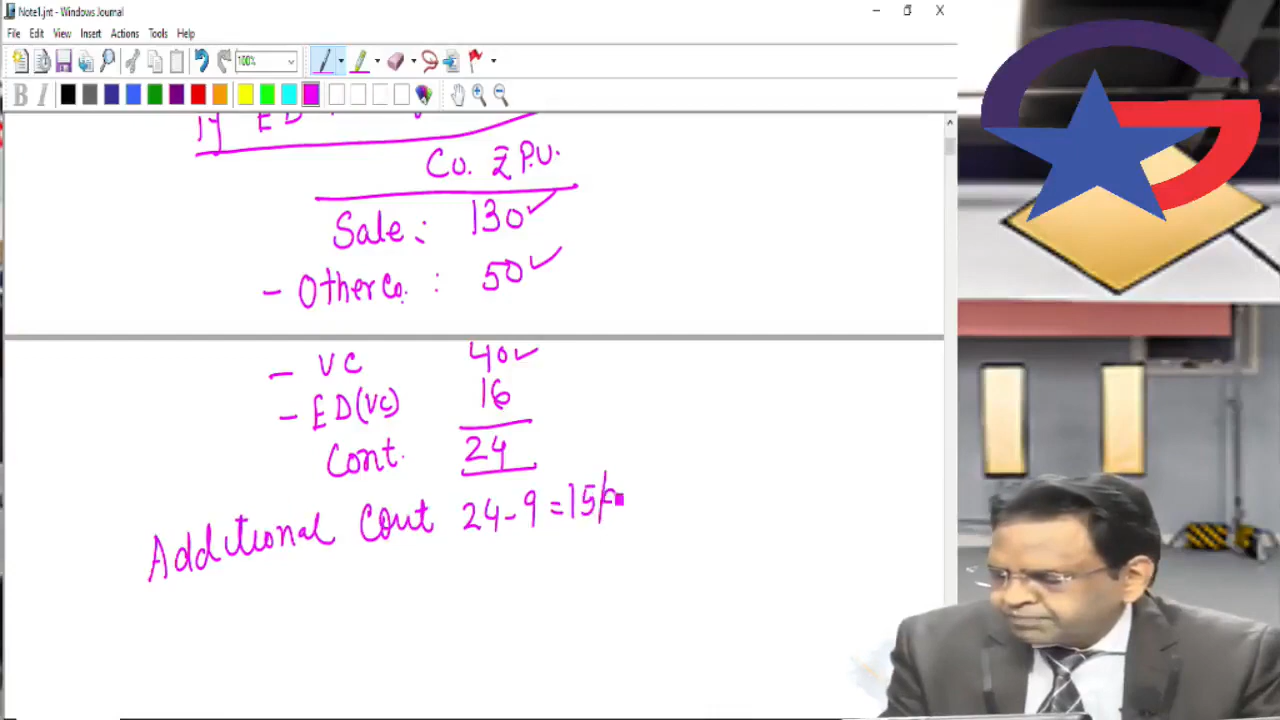 Note1.jnt - Windows Journal
File Edit View Insert Actions Tools Help
100%
B I
Co. ₹ P.U.
Sale : 130 ✓
- Other Co. : 50 ✓
- VC 40 ✓
- ED(VC) 16
Cont. 24
Additional Cont 24-9=15/